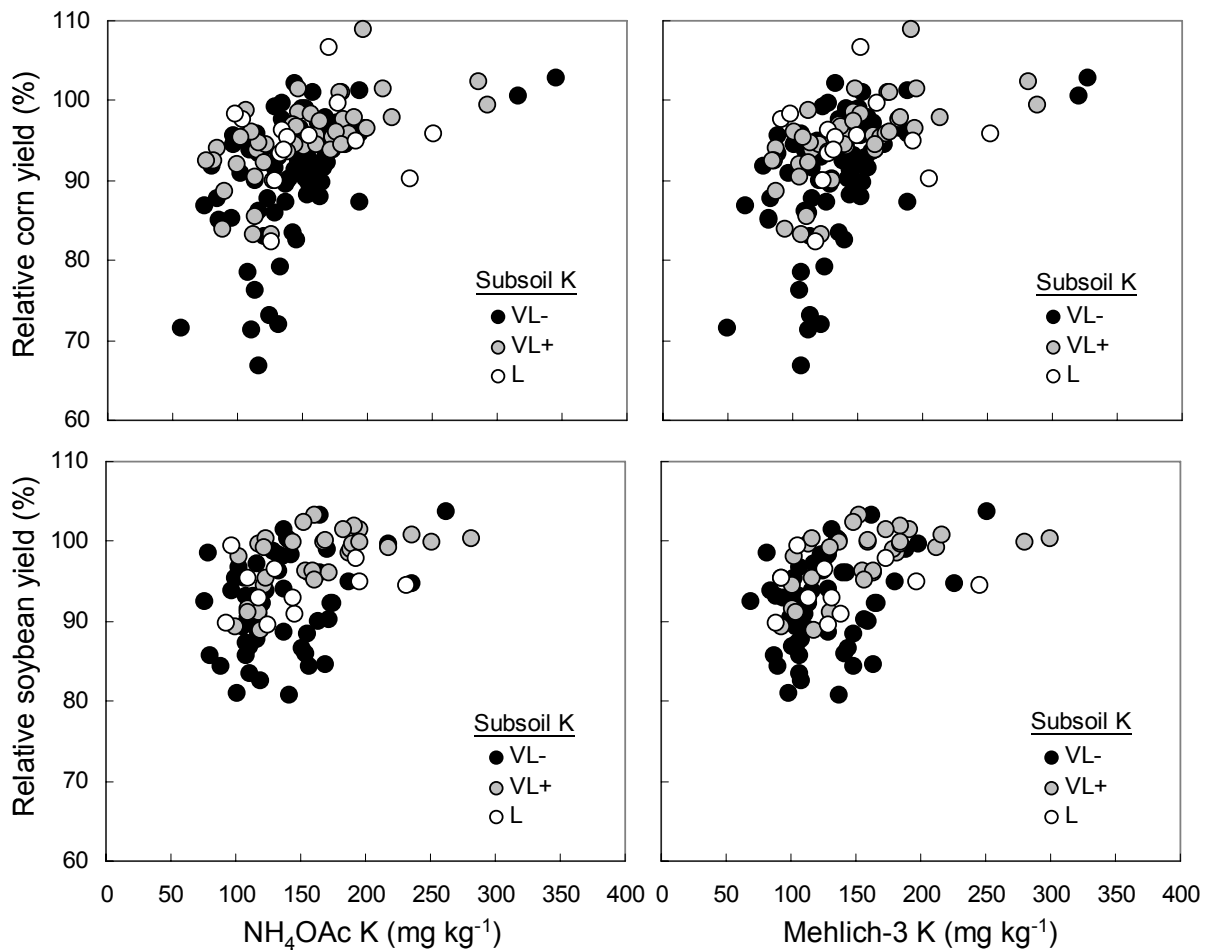 110
100
90
80
70
60
Relative corn yield (%)
Subsoil K
VL-
VL+
L
Subsoil K
VL-
VL+
L
110
100
90
80
70
60
Relative soybean yield (%)
Subsoil K
VL-
VL+
L
Subsoil K
VL-
VL+
L
0 50 100 150 200 250 300 350 400
0 50 100 150 200 250 300 350 400
NH₄OAc K (mg kg⁻¹)
Mehlich-3 K (mg kg⁻¹)